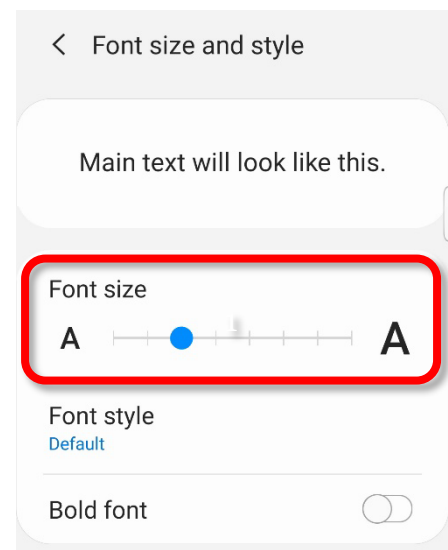 Font size and style
Main text will look like this.
Font size
A A
Font style
Default
Bold font